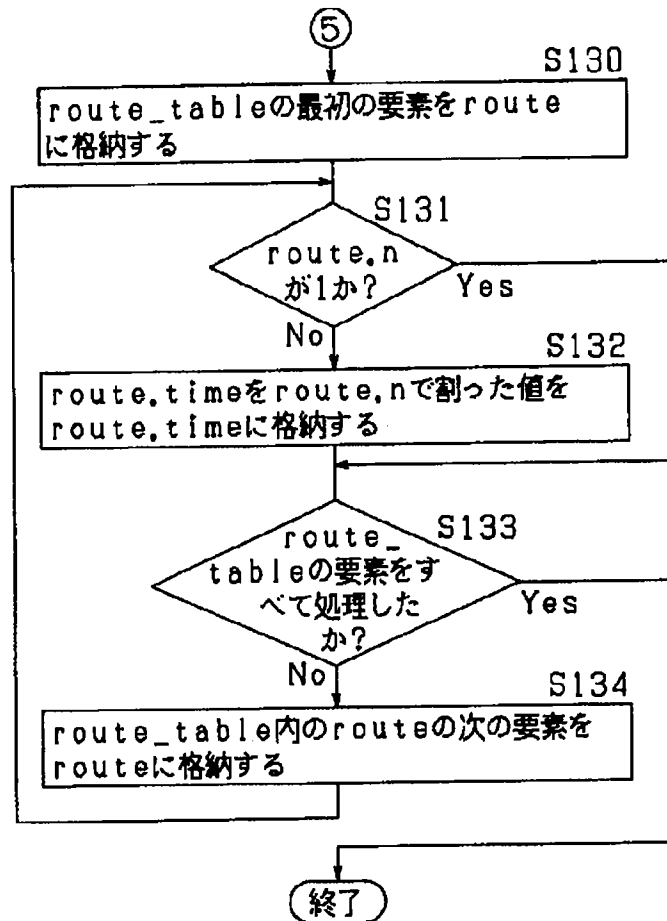 5
S130
route_tableの最初の要素をroute
に格納する
S131
route.n
が1か?
Yes
No
S132
route.timeをroute.nで割った値を
route.timeに格納する
S133
route_
tableの要素をす
べて処理した
か?
Yes
No
S134
route_table内のrouteの次の要素を
routeに格納する
終了